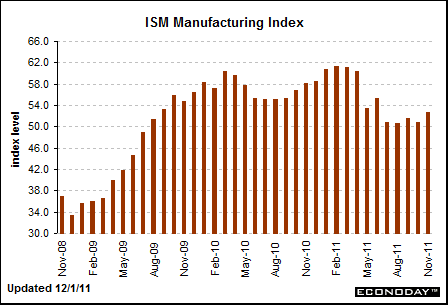 ISM Manufacturing Index
66.0
62.0
58.0
54.0
50.0
46.0
42.0
38.0
34.0
30.0
index level
Nov-08
Feb-09
May-09
Aug-09
Nov-09
Feb-10
May-10
Aug-10
Nov-10
Feb-11
May-11
Aug-11
Nov-11
Updated 12/1/11
ECONODAY™